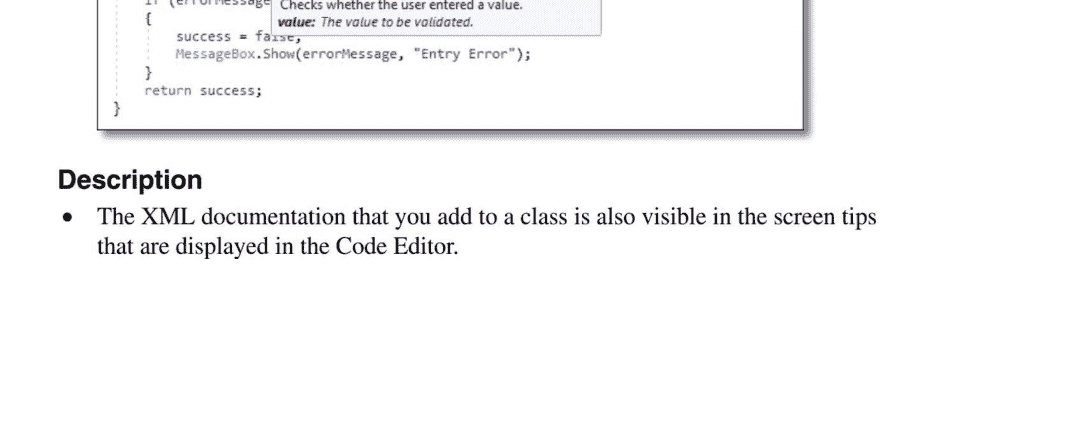 if (errorMessage Checks whether the user entered a value.
{ value: The value to be validated.
success = false;
MessageBox.Show(errorMessage, "Entry Error");
}
return success;
}
Description
• The XML documentation that you add to a class is also visible in the screen tips
that are displayed in the Code Editor.